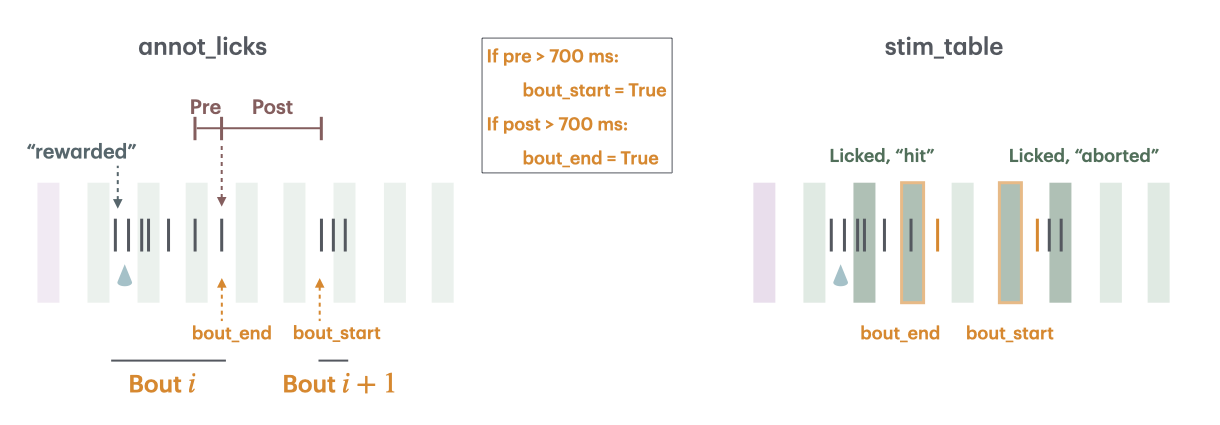 annot_licks
stim_table
If pre > 700 ms:
bout_start = True
If post > 700 ms:
bout_end = True
Pre
Post
“rewarded”
Licked, “hit”
Licked, “aborted”
bout_end
bout_start
bout_end
bout_start
Bout i
Bout i + 1